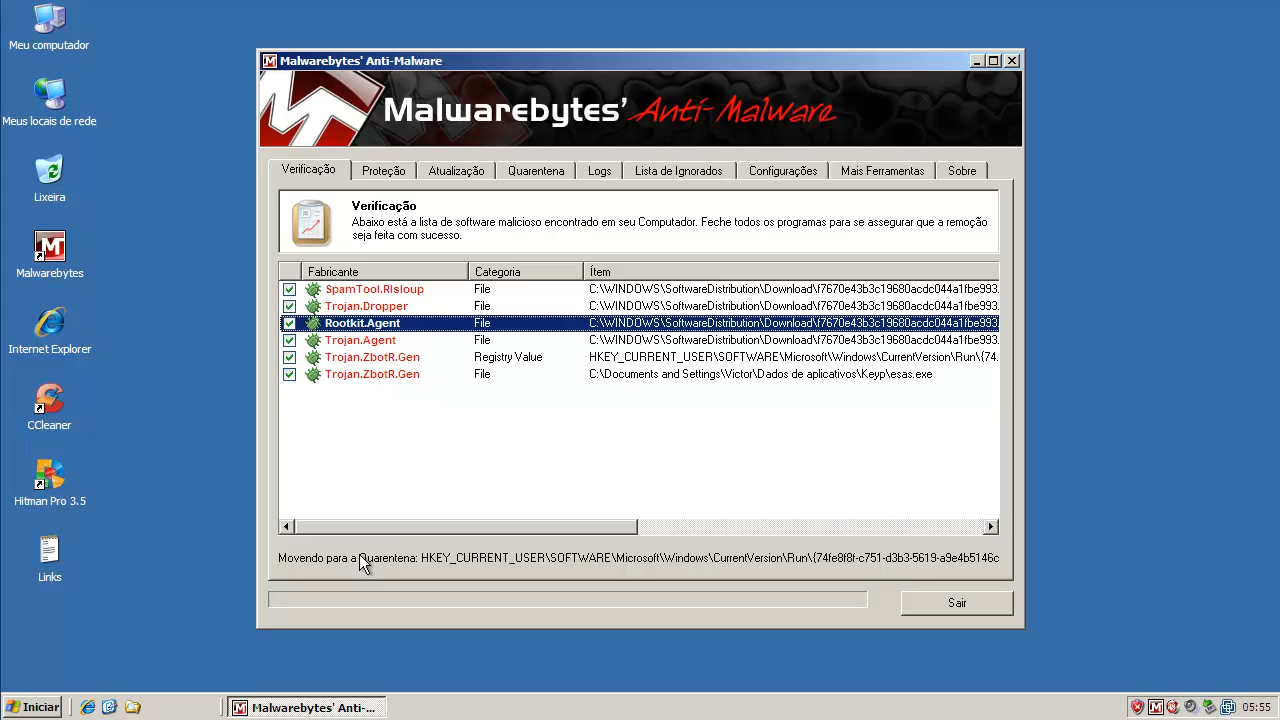 Meu computador
Meus locais de rede
Lixeira
Malwarebytes
Internet Explorer
CCleaner
Hitman Pro 3.5
Links
Malwarebytes' Anti-Malware
Malwarebytes' Anti-Malware
Verificação
Proteção
Atualização
Quarentena
Logs
Lista de Ignorados
Configurações
Mais Ferramentas
Sobre
Verificação
Abaixo está a lista de software malicioso encontrado em seu Computador. Feche todos os programas para se assegurar que a remoção
seja feita com sucesso.
Fabricante Categoria Ítem
SpamTool.RIsloup File C:\WINDOWS\SoftwareDistribution\Download\f7670e43b3c19680acdc044a1fbe993.
Trojan.Dropper File C:\WINDOWS\SoftwareDistribution\Download\f7670e43b3c19680acdc044a1fbe993.
Rootkit.Agent File C:\WINDOWS\SoftwareDistribution\Download\f7670e43b3c19680acdc044a1fbe993.
Trojan.Agent File C:\WINDOWS\SoftwareDistribution\Download\f7670e43b3c19680acdc044a1fbe993.
Trojan.ZbotR.Gen Registry Value HKEY_CURRENT_USER\SOFTWARE\Microsoft\Windows\CurrentVersion\Run\{74.
Trojan.ZbotR.Gen File C:\Documents and Settings\Victor\Dados de aplicativos\Keyp\esas.exe
Movendo para a Quarentena: HKEY_CURRENT_USER\SOFTWARE\Microsoft\Windows\CurrentVersion\Run\{74fe8f8f-c751-d3b3-5619-a9e4b5146c
Sair
Iniciar
Malwarebytes' Anti-...
05:55